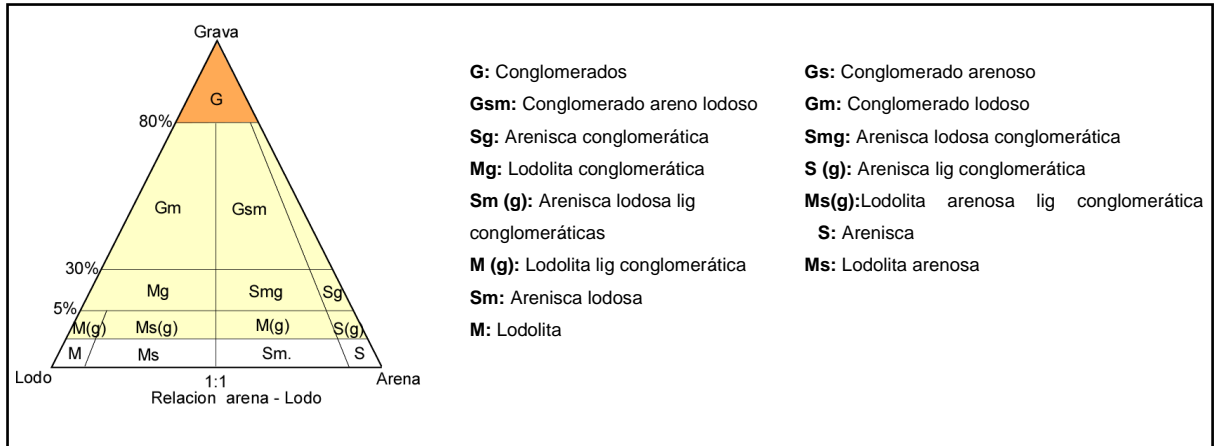 Grava
G
80%
Gm
Gsm
30%
Mg
Smg
Sg
5%
M(g)
Ms(g)
M(g)
S(g)
M
Ms
Sm.
S
Lodo
1:1
Arena
Relacion arena - Lodo
G: Conglomerados
Gsm: Conglomerado areno lodoso
Sg: Arenisca conglomerática
Mg: Lodolita conglomerática
Sm (g): Arenisca lodosa lig
conglomeráticas
M (g): Lodolita lig conglomerática
Sm: Arenisca lodosa
M: Lodolita
Gs: Conglomerado arenoso
Gm: Conglomerado lodoso
Smg: Arenisca lodosa conglomerática
S (g): Arenisca lig conglomerática
Ms(g):Lodolita arenosa lig conglomerática
S: Arenisca
Ms: Lodolita arenosa